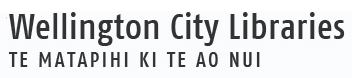 Wellington City Libraries
TE MATAPIHI KI TE AO NUI